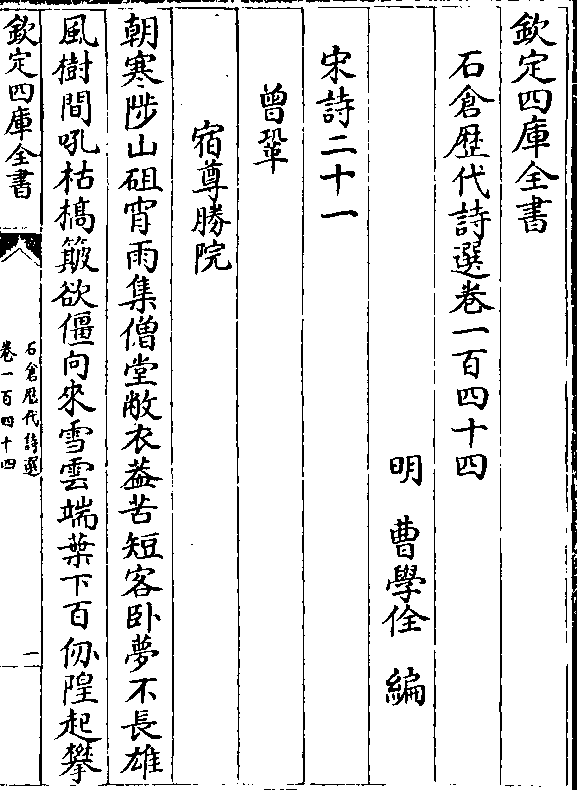 欽定四庫全書
石倉歴代詩選卷一百四十四
明 曹學佺 編
宋詩二十一
曾鞏
宿尊勝院
朝寒陟山砠宵雨集僧堂敝衣葢苦短客卧夢不長雄
風樹間吼枯槁簸欲僵向來雪雲端葉下百仭隍起攀
欽定四庫全書
石倉歴代詩選
卷一百四十四
一